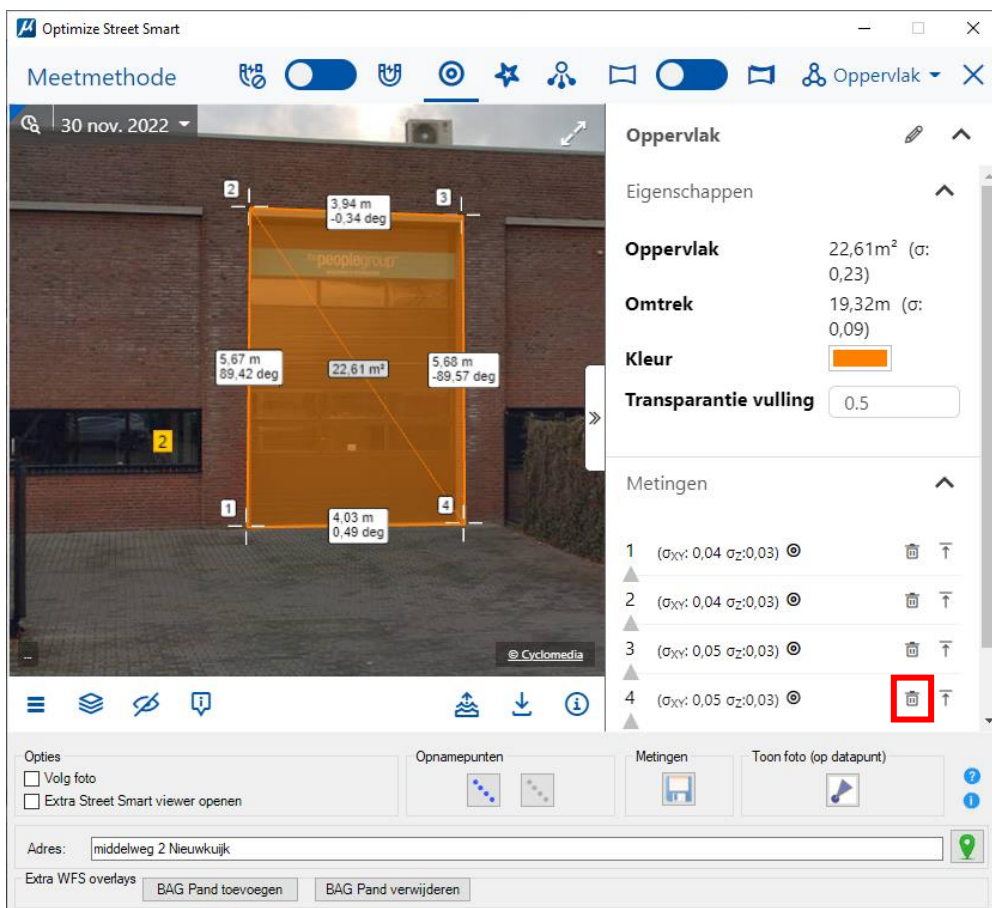 Optimize Street Smart
Meetmethode
Oppervlak
30 nov. 2022
2
3
3,94 m
-0,34 deg
peoplegroup
5,67 m
89,42 deg
22,61 m²
5,68 m
-89,57 deg
2
1
4
4,03 m
0,49 deg
© Cyclomedia
Oppervlak
Eigenschappen
Oppervlak 22,61m² (σ:
0,23)
Omtrek 19,32m (σ:
0,09)
Kleur
Transparantie vulling 0.5
Metingen
1 (σXY: 0,04 σZ:0,03)
2 (σXY: 0,04 σZ:0,03)
3 (σXY: 0,05 σZ:0,03)
4 (σXY: 0,05 σZ:0,03)
Opties
Volg foto
Extra Street Smart viewer openen
Opnamepunten
Metingen
Toon foto (op datapunt)
Adres: middelweg 2 Nieuwkuijk
Extra WFS overlays
BAG Pand toevoegen
BAG Pand verwijderen